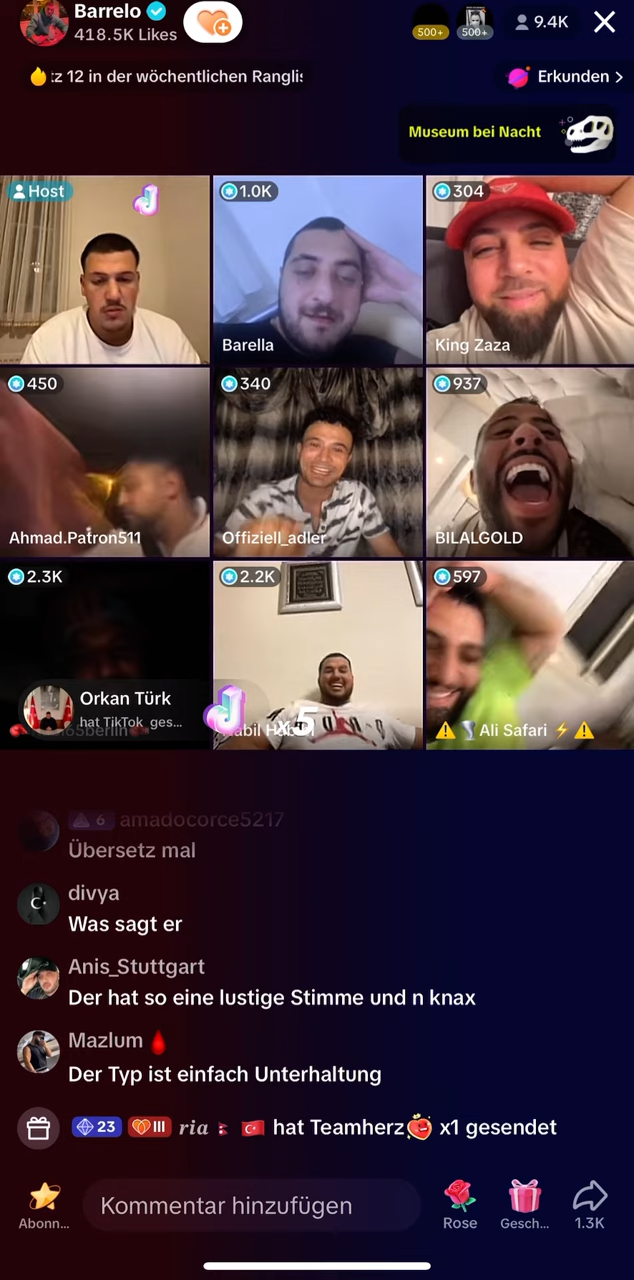 Barrelo
418.5K Likes
500+
500+
9.4K
:z 12 in der wöchentlichen Ranglis
Erkunden >
Museum bei Nacht
Host
1.0K
304
Barella
King Zaza
450
340
937
Ahmad.Patron511
Offiziell_adler
BILALGOLD
2.3K
2.2K
597
Orkan Türk
hat TikTok ges...
x5
Ali Safari
6 amadocorce5217
Übersetz mal
divya
Was sagt er
Anis_Stuttgart
Der hat so eine lustige Stimme und n knax
Mazlum
Der Typ ist einfach Unterhaltung
23 III ria hat Teamherz x1 gesendet
Abonn...
Kommentar hinzufügen
Rose
Gesch...
1.3K